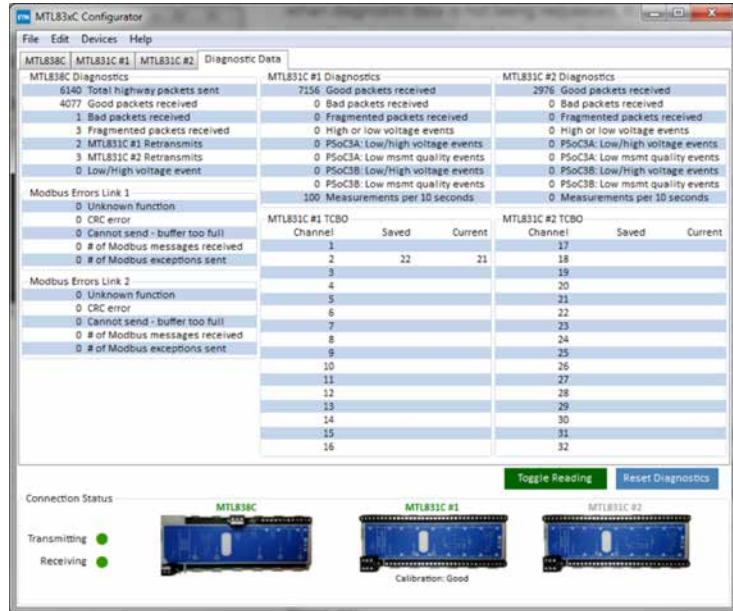 MTL83xC Configurator
File Edit Devices Help
MTL838C MTL831C #1 MTL831C #2 Diagnostic Data
MTL838C Diagnostics
6140 Total highway packets sent
4077 Good packets received
1 Bad packets received
3 Fragmented packets received
2 MTL831C #1 Retransmits
3 MTL831C #2 Retransmits
0 Low/High voltage event
Modbus Errors Link 1
0 Unknown function
0 CRC error
0 Cannot send - buffer too full
0 # of Modbus messages received
0 # of Modbus exceptions sent
Modbus Errors Link 2
0 Unknown function
0 CRC error
0 Cannot send - buffer too full
0 # of Modbus messages received
0 # of Modbus exceptions sent
MTL831C #1 Diagnostics
7156 Good packets received
0 Bad packets received
0 Fragmented packets received
0 High or low voltage events
0 PSoC3A: Low/high voltage events
0 PSoC3A: Low msmt quality events
0 PSoC3B: Low/high voltage events
0 PSoC3B: Low msmt quality events
100 Measurements per 10 seconds
MTL831C #1 TCBO
Channel Saved Current
1
2 22 21
3
4
5
6
7
8
9
10
11
12
13
14
15
16
MTL831C #2 Diagnostics
2976 Good packets received
0 Bad packets received
0 Fragmented packets received
0 High or low voltage events
0 PSoC3A: Low/high voltage events
0 PSoC3A: Low msmt quality events
0 PSoC3B: Low/high voltage events
0 PSoC3B: Low msmt quality events
0 Measurements per 10 seconds
MTL831C #2 TCBO
Channel Saved Current
17
18
19
20
21
22
23
24
25
26
27
28
29
30
31
32
Toggle Reading Reset Diagnostics
Connection Status
Transmitting
Receiving
MTL838C
MTL831C #1
Calibration: Good
MTL831C #2